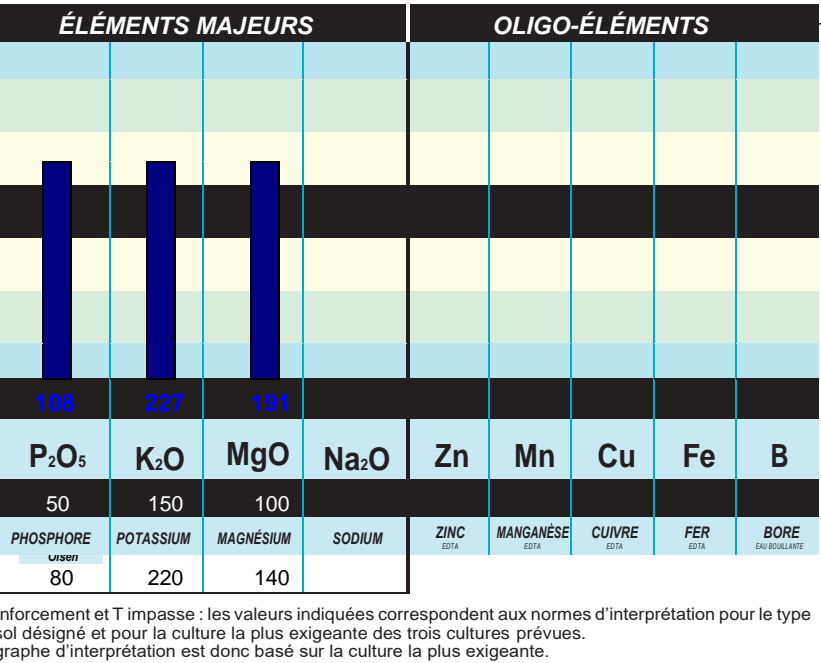 ÉLÉMENTS MAJEURS OLIGO-ÉLÉMENTS
108 227 191
P₂O₅ K₂O MgO Na₂O Zn Mn Cu Fe B
50 150 100
PHOSPHORE POTASSIUM MAGNÉSIUM SODIUM ZINC MANGANÈSE CUIVRE FER BORE
Olsen EDTA EDTA EDTA EDTA EAU BOUILLANTE
80 220 140
nforcement et T impasse : les valeurs indiquées correspondent aux normes d’interprétation pour le type
sol désigné et pour la culture la plus exigeante des trois cultures prévues.
graphe d’interprétation est donc basé sur la culture la plus exigeante.